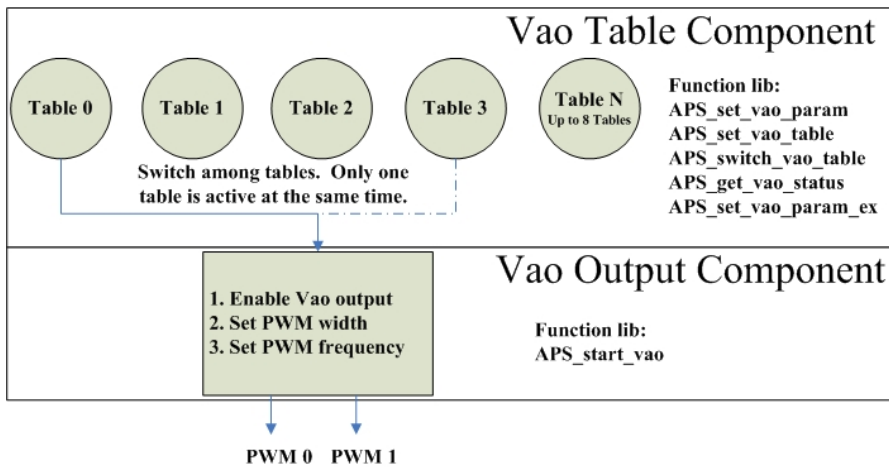 Vao Table Component
Table 0
Table 1
Table 2
Table 3
Table N
Up to 8 Tables
Function lib:
APS_set_vao_param
APS_set_vao_table
APS_switch_vao_table
APS_get_vao_status
APS_set_vao_param_ex
Switch among tables. Only one
table is active at the same time.
Vao Output Component
1. Enable Vao output
2. Set PWM width
3. Set PWM frequency
Function lib:
APS_start_vao
PWM 0 PWM 1